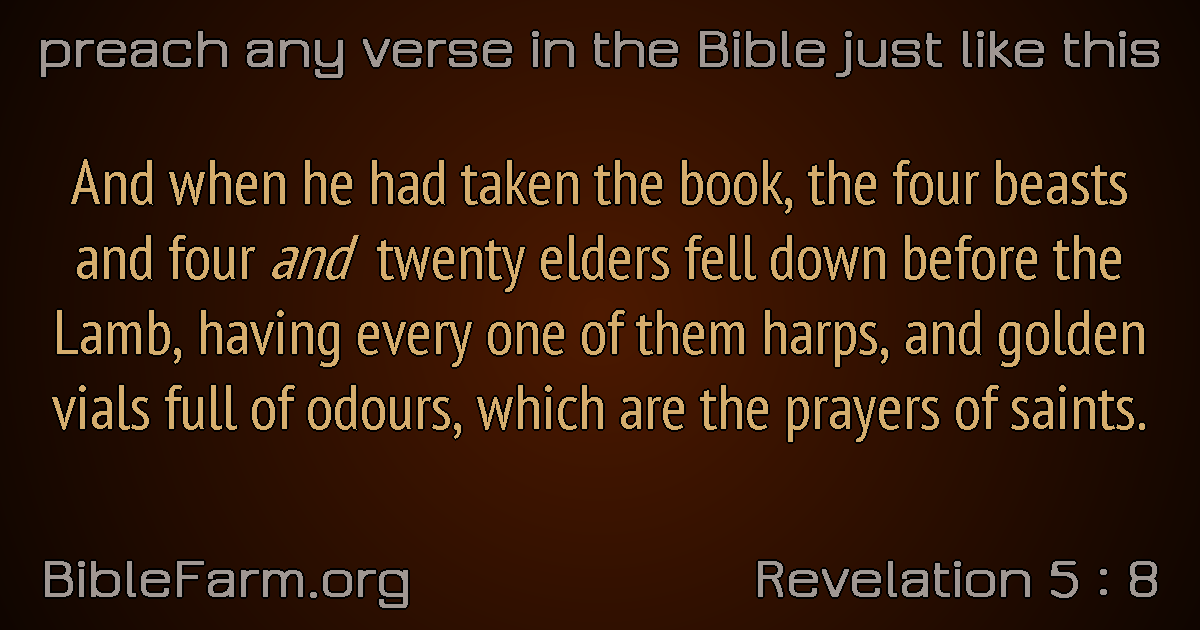 preach any verse in the Bible just like this
And when he had taken the book, the four beasts
and four and twenty elders fell down before the
Lamb, having every one of them harps, and golden
vials full of odours, which are the prayers of saints.
BibleFarm.org
Revelation 5 : 8